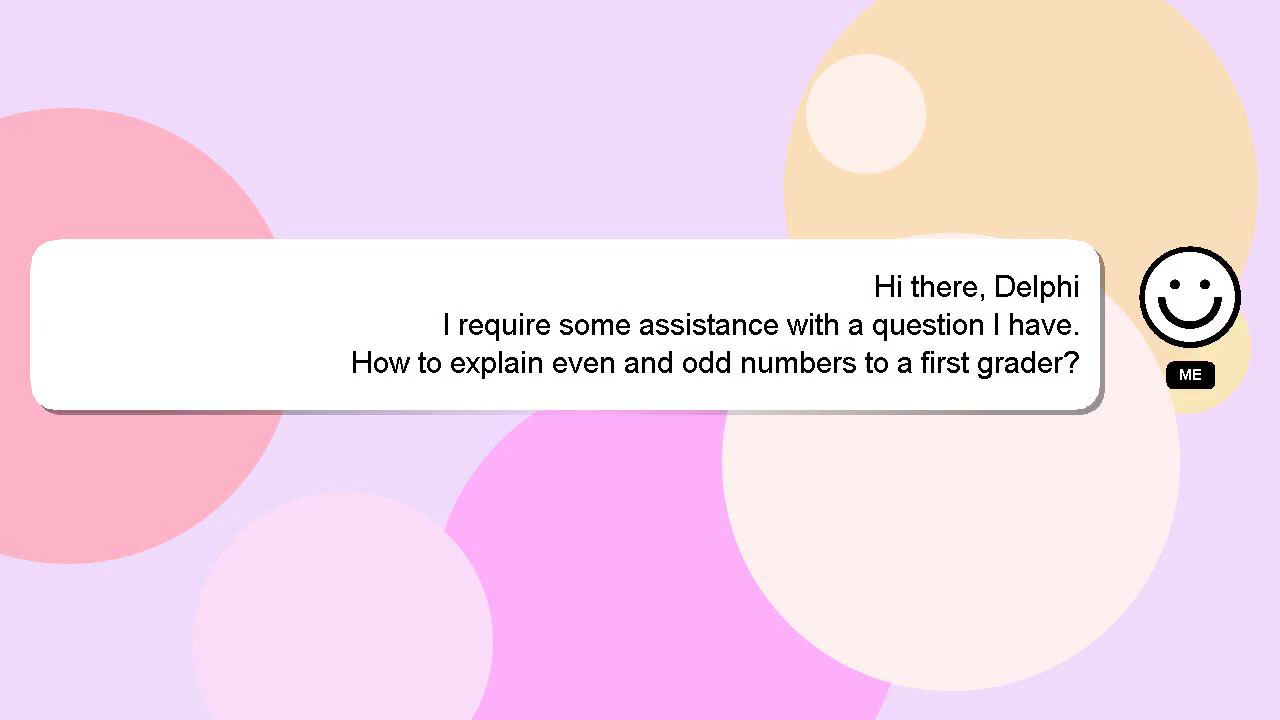 Hi there, Delphi
I require some assistance with a question I have.
How to explain even and odd numbers to a first grader?
ME